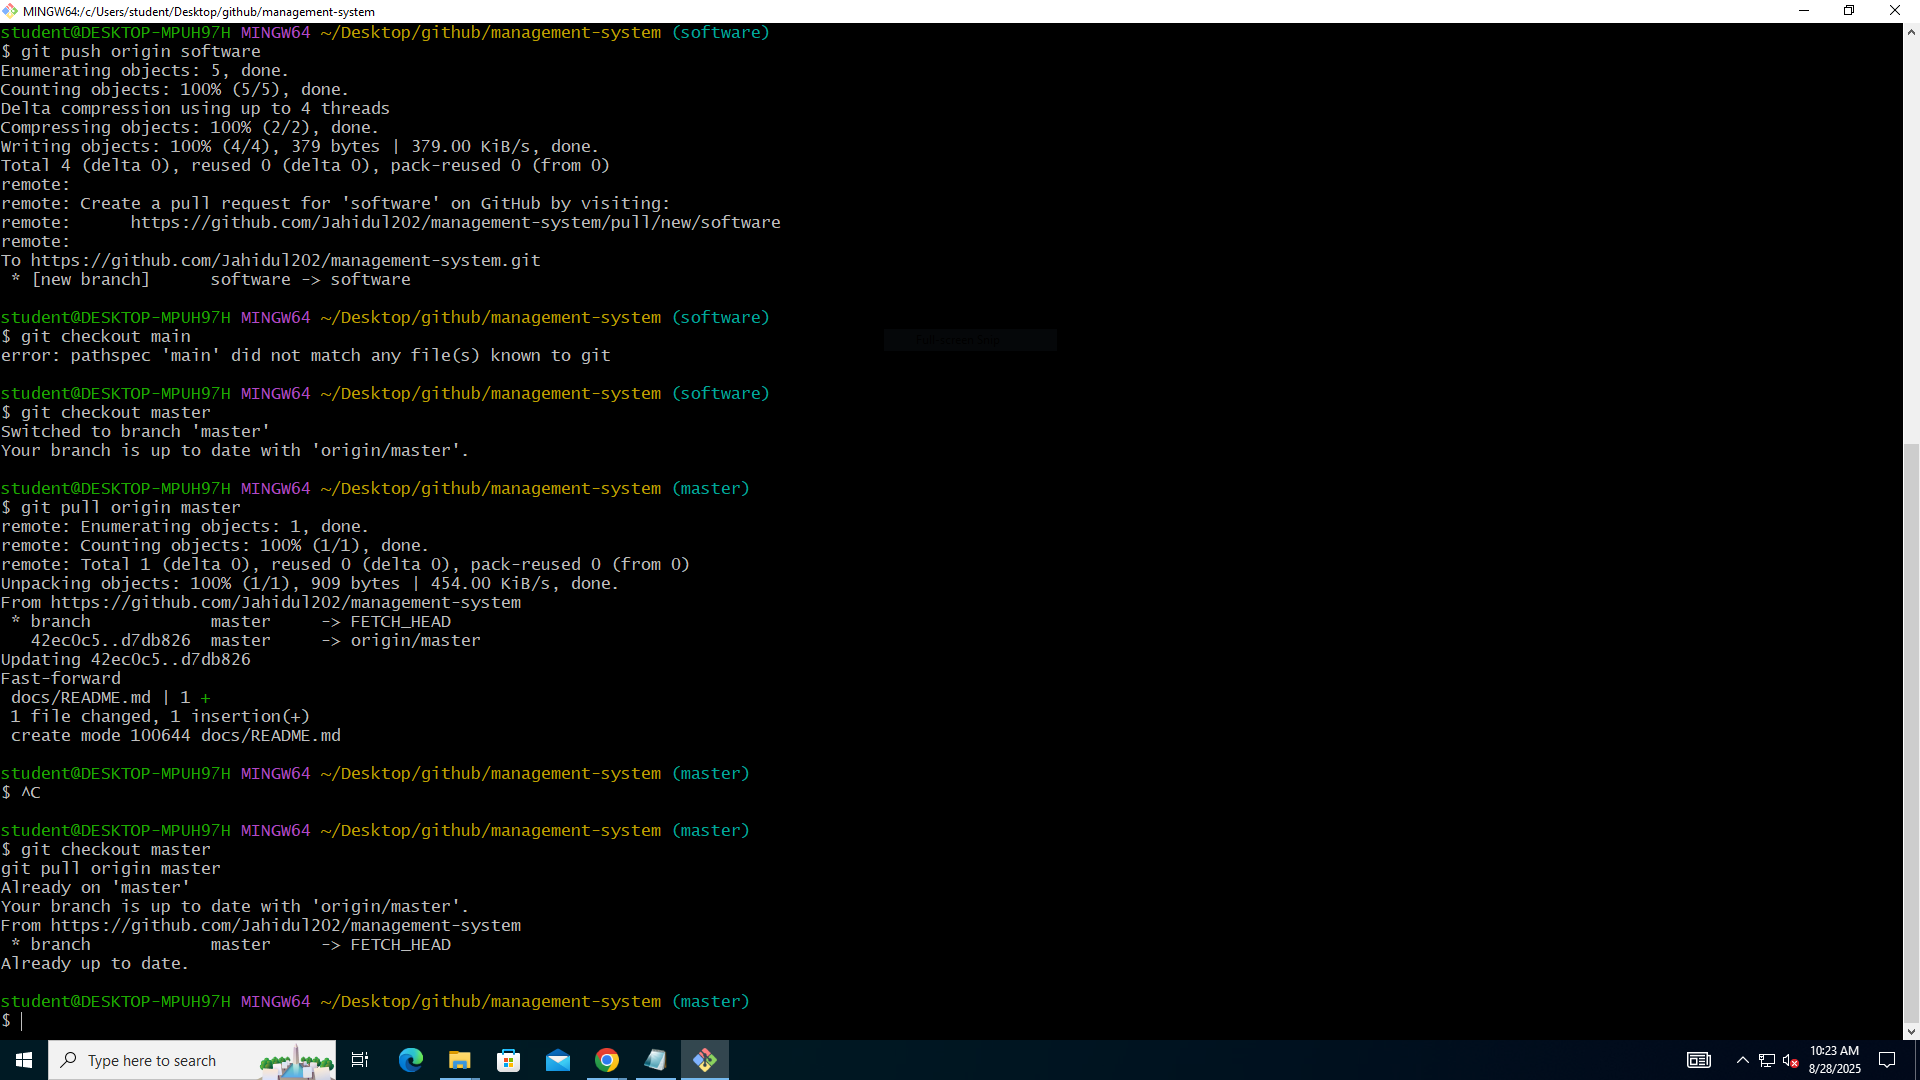 MINGW64:/c/Users/student/Desktop/github/management-system
student@DESKTOP-MPUH97H MINGW64 ~/Desktop/github/management-system (software)
$ git push origin software
Enumerating objects: 5, done.
Counting objects: 100% (5/5), done.
Delta compression using up to 4 threads
Compressing objects: 100% (2/2), done.
Writing objects: 100% (4/4), 379 bytes | 379.00 KiB/s, done.
Total 4 (delta 0), reused 0 (delta 0), pack-reused 0 (from 0)
remote:
remote: Create a pull request for 'software' on GitHub by visiting:
remote:      https://github.com/Jahidul202/management-system/pull/new/software
remote:
To https://github.com/Jahidul202/management-system.git
 * [new branch]      software -> software
student@DESKTOP-MPUH97H MINGW64 ~/Desktop/github/management-system (software)
$ git checkout main
error: pathspec 'main' did not match any file(s) known to git
student@DESKTOP-MPUH97H MINGW64 ~/Desktop/github/management-system (software)
$ git checkout master
Switched to branch 'master'
Your branch is up to date with 'origin/master'.
student@DESKTOP-MPUH97H MINGW64 ~/Desktop/github/management-system (master)
$ git pull origin master
remote: Enumerating objects: 1, done.
remote: Counting objects: 100% (1/1), done.
remote: Total 1 (delta 0), reused 0 (delta 0), pack-reused 0 (from 0)
Unpacking objects: 100% (1/1), 909 bytes | 454.00 KiB/s, done.
From https://github.com/Jahidul202/management-system
 * branch            master     -> FETCH_HEAD
   42ec0c5..d7db826  master     -> origin/master
Updating 42ec0c5..d7db826
Fast-forward
 docs/README.md | 1 +
 1 file changed, 1 insertion(+)
 create mode 100644 docs/README.md
student@DESKTOP-MPUH97H MINGW64 ~/Desktop/github/management-system (master)
$ ^C
student@DESKTOP-MPUH97H MINGW64 ~/Desktop/github/management-system (master)
$ git checkout master
git pull origin master
Already on 'master'
Your branch is up to date with 'origin/master'.
From https://github.com/Jahidul202/management-system
 * branch            master     -> FETCH_HEAD
Already up to date.
student@DESKTOP-MPUH97H MINGW64 ~/Desktop/github/management-system (master)
$
Type here to search
10:23 AM
8/28/2025